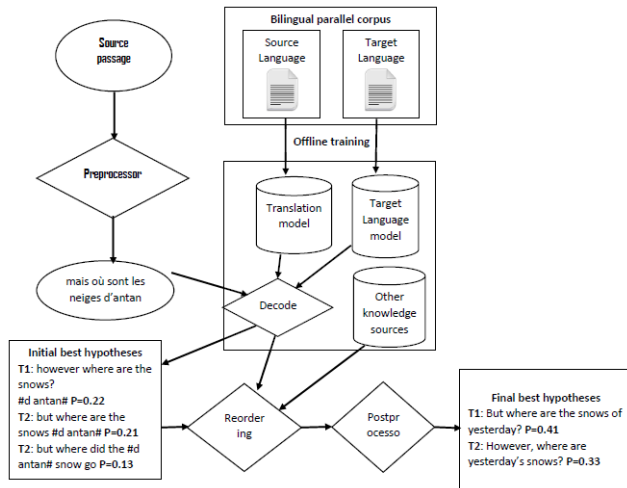 Source
passage
Bilingual parallel corpus
Source
Language
Target
Language
Offline training
Preprocessor
Translation
model
Target
Language
model
mais où sont les
neiges d'antan
Decode
Other
knowledge
sources
Initial best hypotheses
T1: however where are the
snows?
#d antan# P=0.22
T2: but where are the
snows #d antan# P=0.21
T2: but where did the #d
antan# snow go P=0.13
Reorder
ing
Postpr
ocesso
Final best hypotheses
T1: But where are the snows of
yesterday? P=0.41
T2: However, where are
yesterday's snows? P=0.33